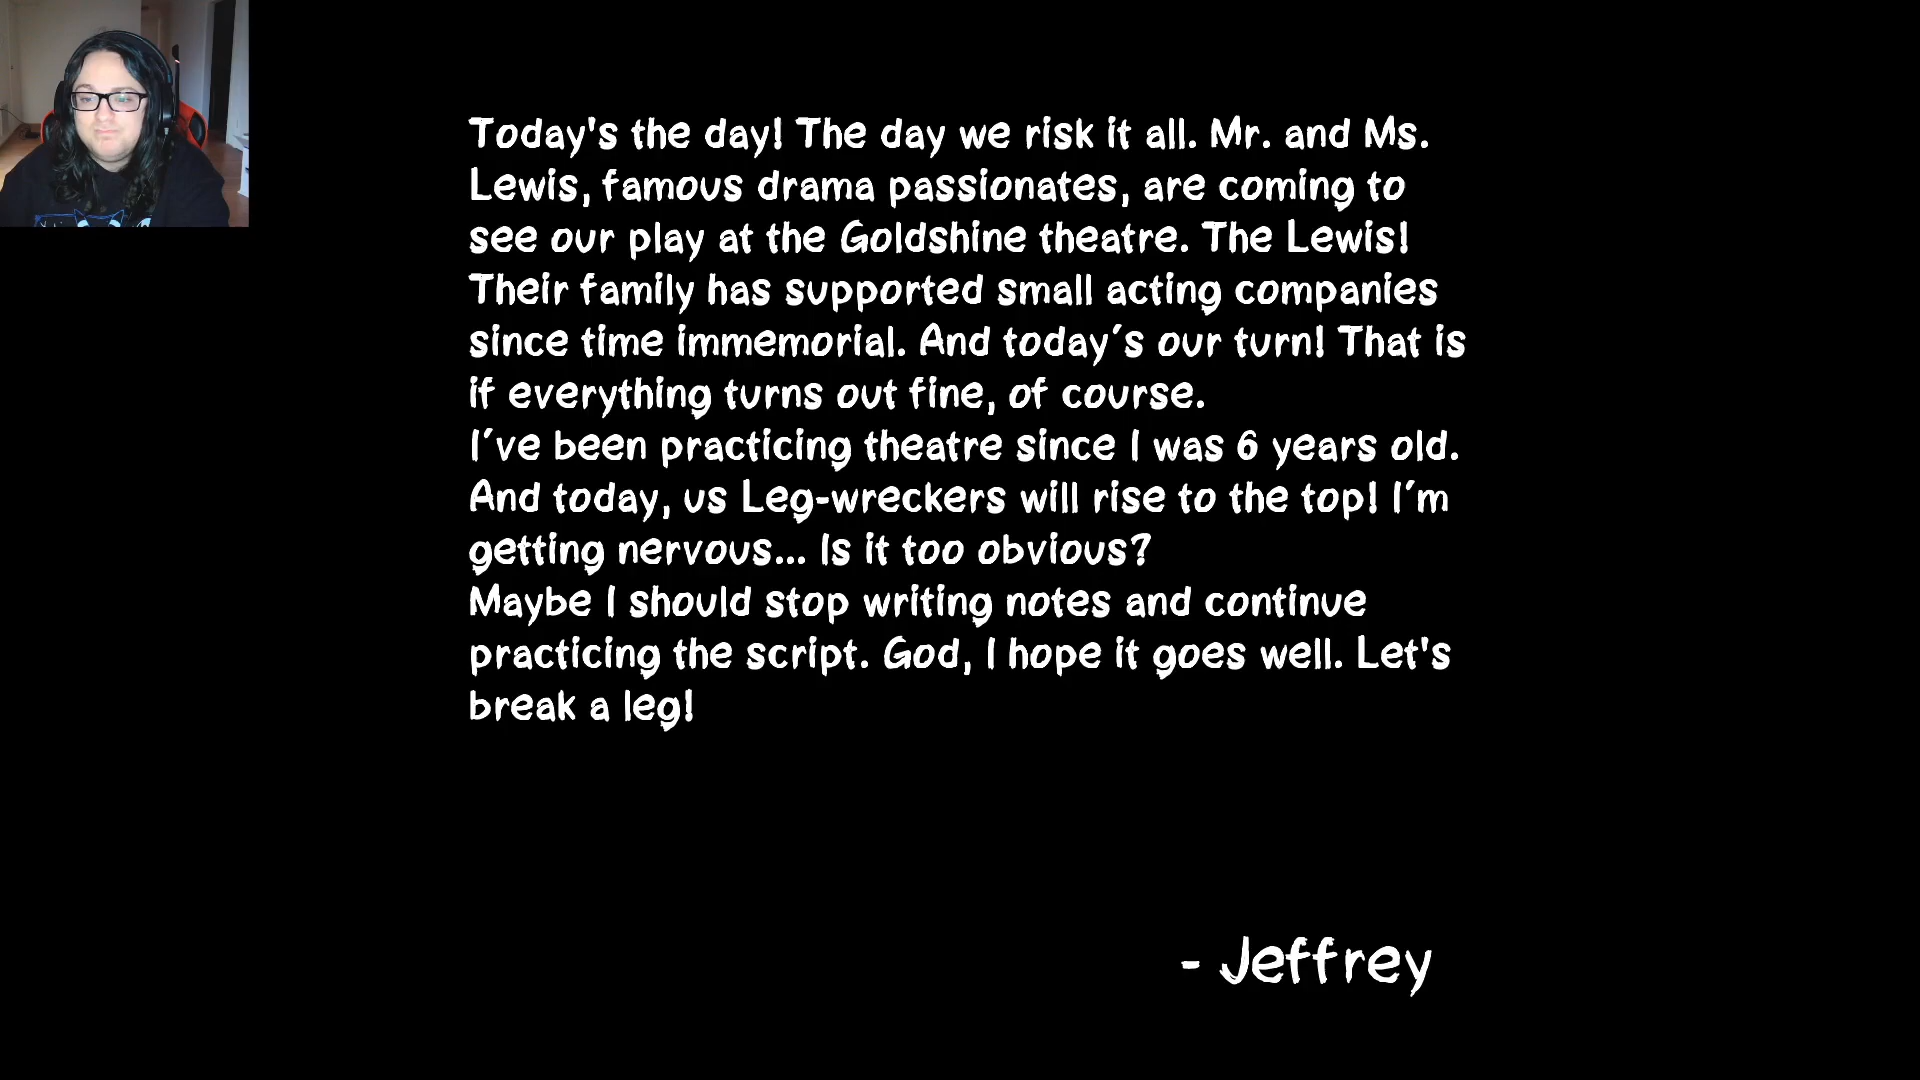 Today's the day! The day we risk it all. Mr. and Ms.
Lewis, famous drama passionates, are coming to
see our play at the Goldshine theatre. The Lewis!
Their family has supported small acting companies
since time immemorial. And today´s our turn! That is
if everything turns out fine, of course.
I´ve been practicing theatre since I was 6 years old.
And today, us Leg-wreckers will rise to the top! I´m
getting nervous... Is it too obvious?
Maybe I should stop writing notes and continue
practicing the script. God, I hope it goes well. Let's
break a leg!
- Jeffrey